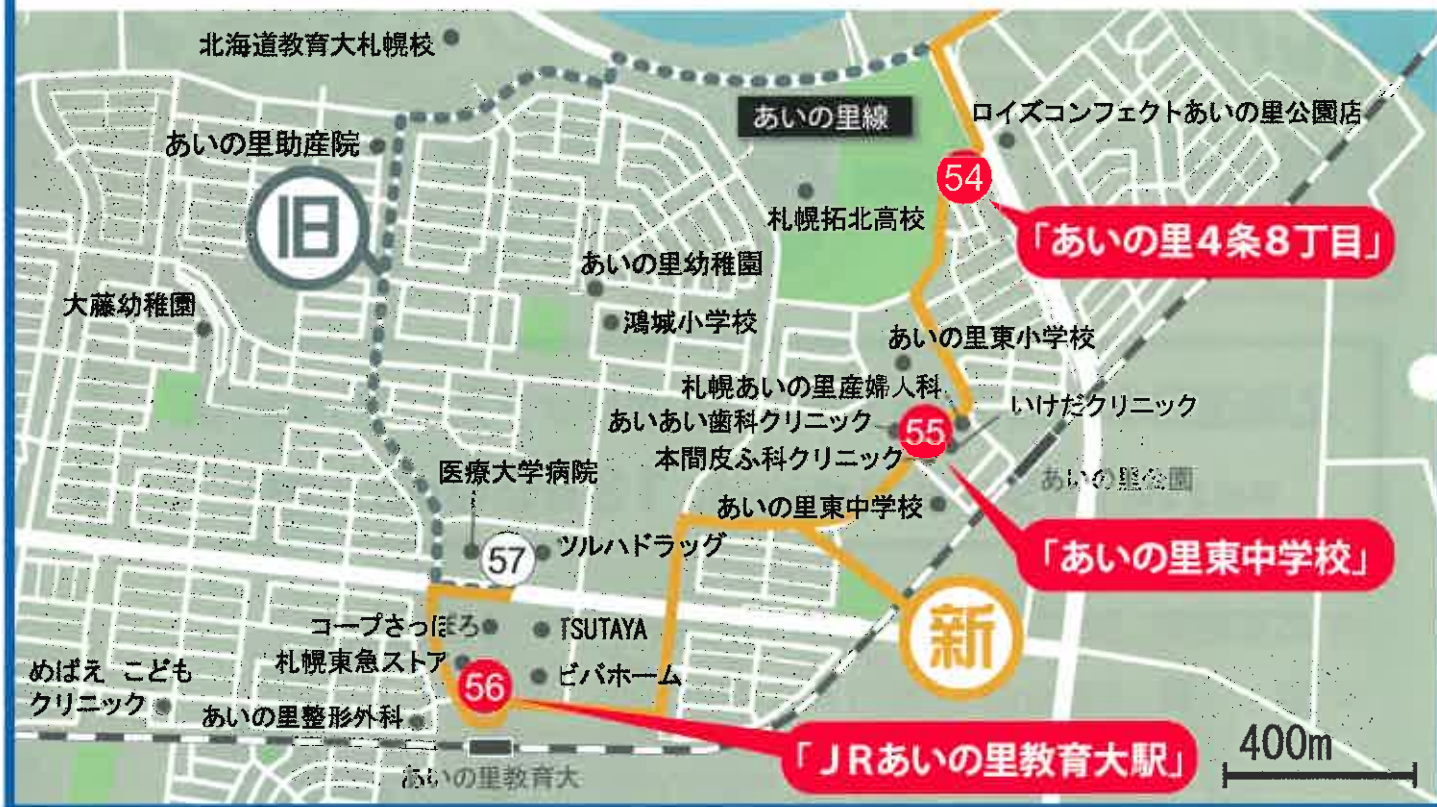 北海道教育大札幌校
あいの里線
ロイズコンフェクトあいの里公園店
あいの里助産院
54
旧
札幌拓北高校
「あいの里4条8丁目」
あいの里幼稚園
大藤幼稚園
鴻城小学校
あいの里東小学校
札幌あいの里産婦人科
いけだクリニック
あいあい歯科クリニック
55
本間皮ふ科クリニック
医療大学病院
あいの里公園
あいの里東中学校
57
ツルハドラッグ
「あいの里東中学校」
新
コープさっぽろ
TSUTAYA
札幌東急ストア
めばえ こども
クリニック
56
ビバホーム
あいの里整形外科
「JRあいの里教育大駅」
400m
あいの里教育大